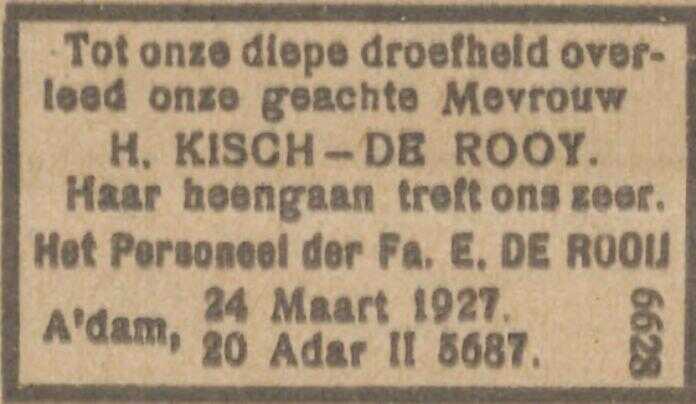 Tot onze diepe droefheid over-
leed onze geachte Mevrouw
H. KISCH – DE ROOY.
Haar heengaan treft ons zeer.
Het Personeel der Fa. E. DE ROOIJ
A'dam, 24 Maart 1927.
20 Adar II 5687.
6628